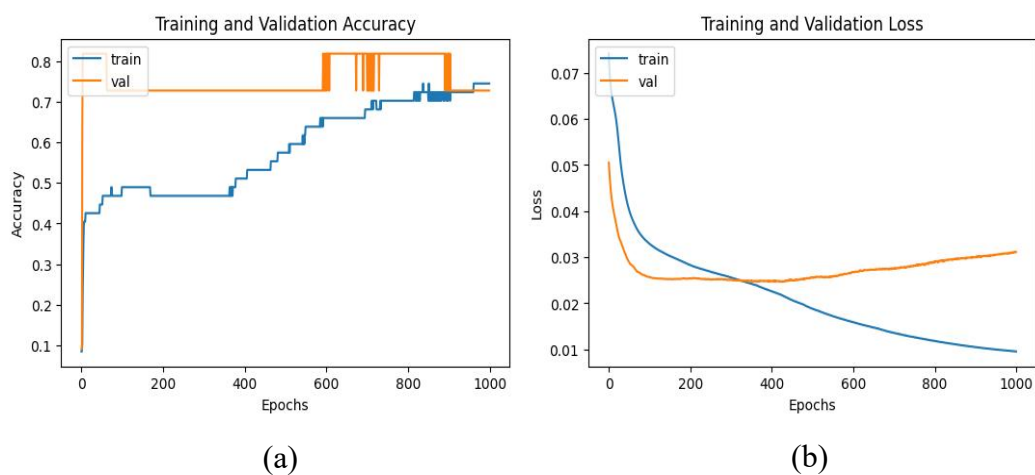 Training and Validation Accuracy
train
val
0.8
0.7
0.6
0.5
0.4
0.3
0.2
0.1
Accuracy
0
200
400
600
800
1000
Epochs
(a)
Training and Validation Loss
train
val
0.07
0.06
0.05
0.04
0.03
0.02
0.01
Loss
0
200
400
600
800
1000
Epochs
(b)